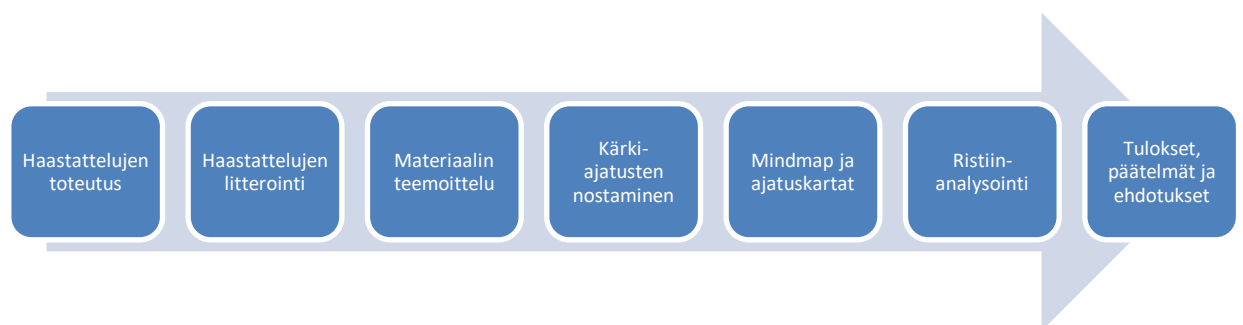 Haastattelujen
toteutus
Haastattelujen
litterointi
Materiaalin
teemoittelu
Kärki-
ajatusten
nostaminen
Mindmap ja
ajatuskartat
Ristiin-
analysointi
Tulokset,
päätelmät ja
ehdotukset